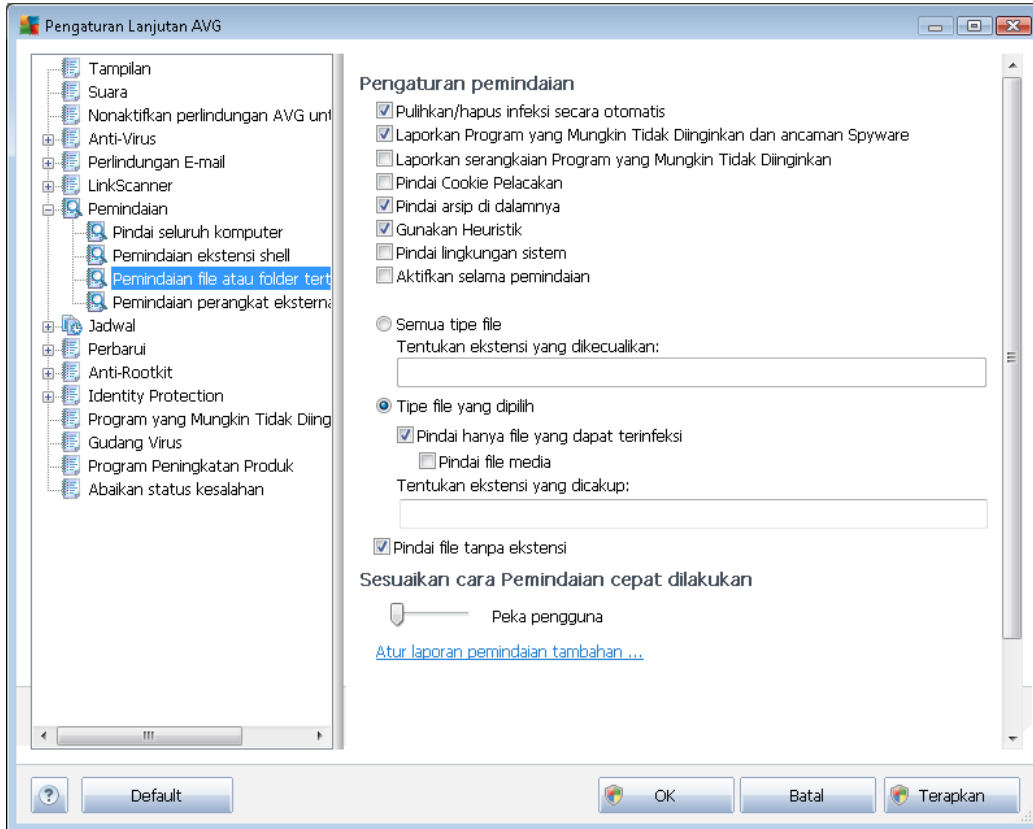 Pengaturan Lanjutan AVG
Tampilan
Suara
Nonaktifkan perlindungan AVG unt
Anti-Virus
Perlindungan E-mail
LinkScanner
Pemindaian
Pindai seluruh komputer
Pemindaian ekstensi shell
Pemindaian file atau folder tert
Pemindaian perangkat eksterna
Jadwal
Perbarui
Anti-Rootkit
Identity Protection
Program yang Mungkin Tidak Diing
Gudang Virus
Program Peningkatan Produk
Abaikan status kesalahan
Pengaturan pemindaian
Pulihkan/hapus infeksi secara otomatis
Laporkan Program yang Mungkin Tidak Diinginkan dan ancaman Spyware
Laporkan serangkaian Program yang Mungkin Tidak Diinginkan
Pindai Cookie Pelacakan
Pindai arsip di dalamnya
Gunakan Heuristik
Pindai lingkungan sistem
Aktifkan selama pemindaian
Semua tipe file
Tentukan ekstensi yang dikecualikan:
Tipe file yang dipilih
Pindai hanya file yang dapat terinfeksi
Pindai file media
Tentukan ekstensi yang dicakup:
Pindai file tanpa ekstensi
Sesuaikan cara Pemindaian cepat dilakukan
Peka pengguna
Atur laporan pemindaian tambahan ...
?
Default
OK
Batal
Terapkan